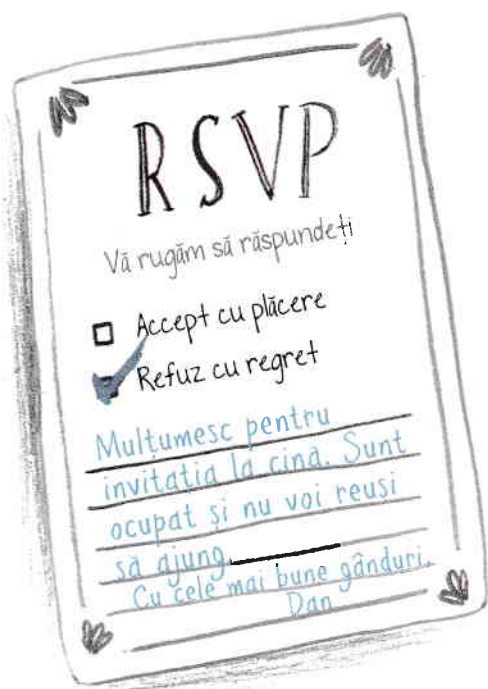 RSVP
Vă rugăm să răspundeți
Accept cu plăcere
Refuz cu regret
Mulțumesc pentru
invitația la cină. Sunt
ocupat și nu voi reuși
să ajung.
Cu cele mai bune gânduri,
Dan